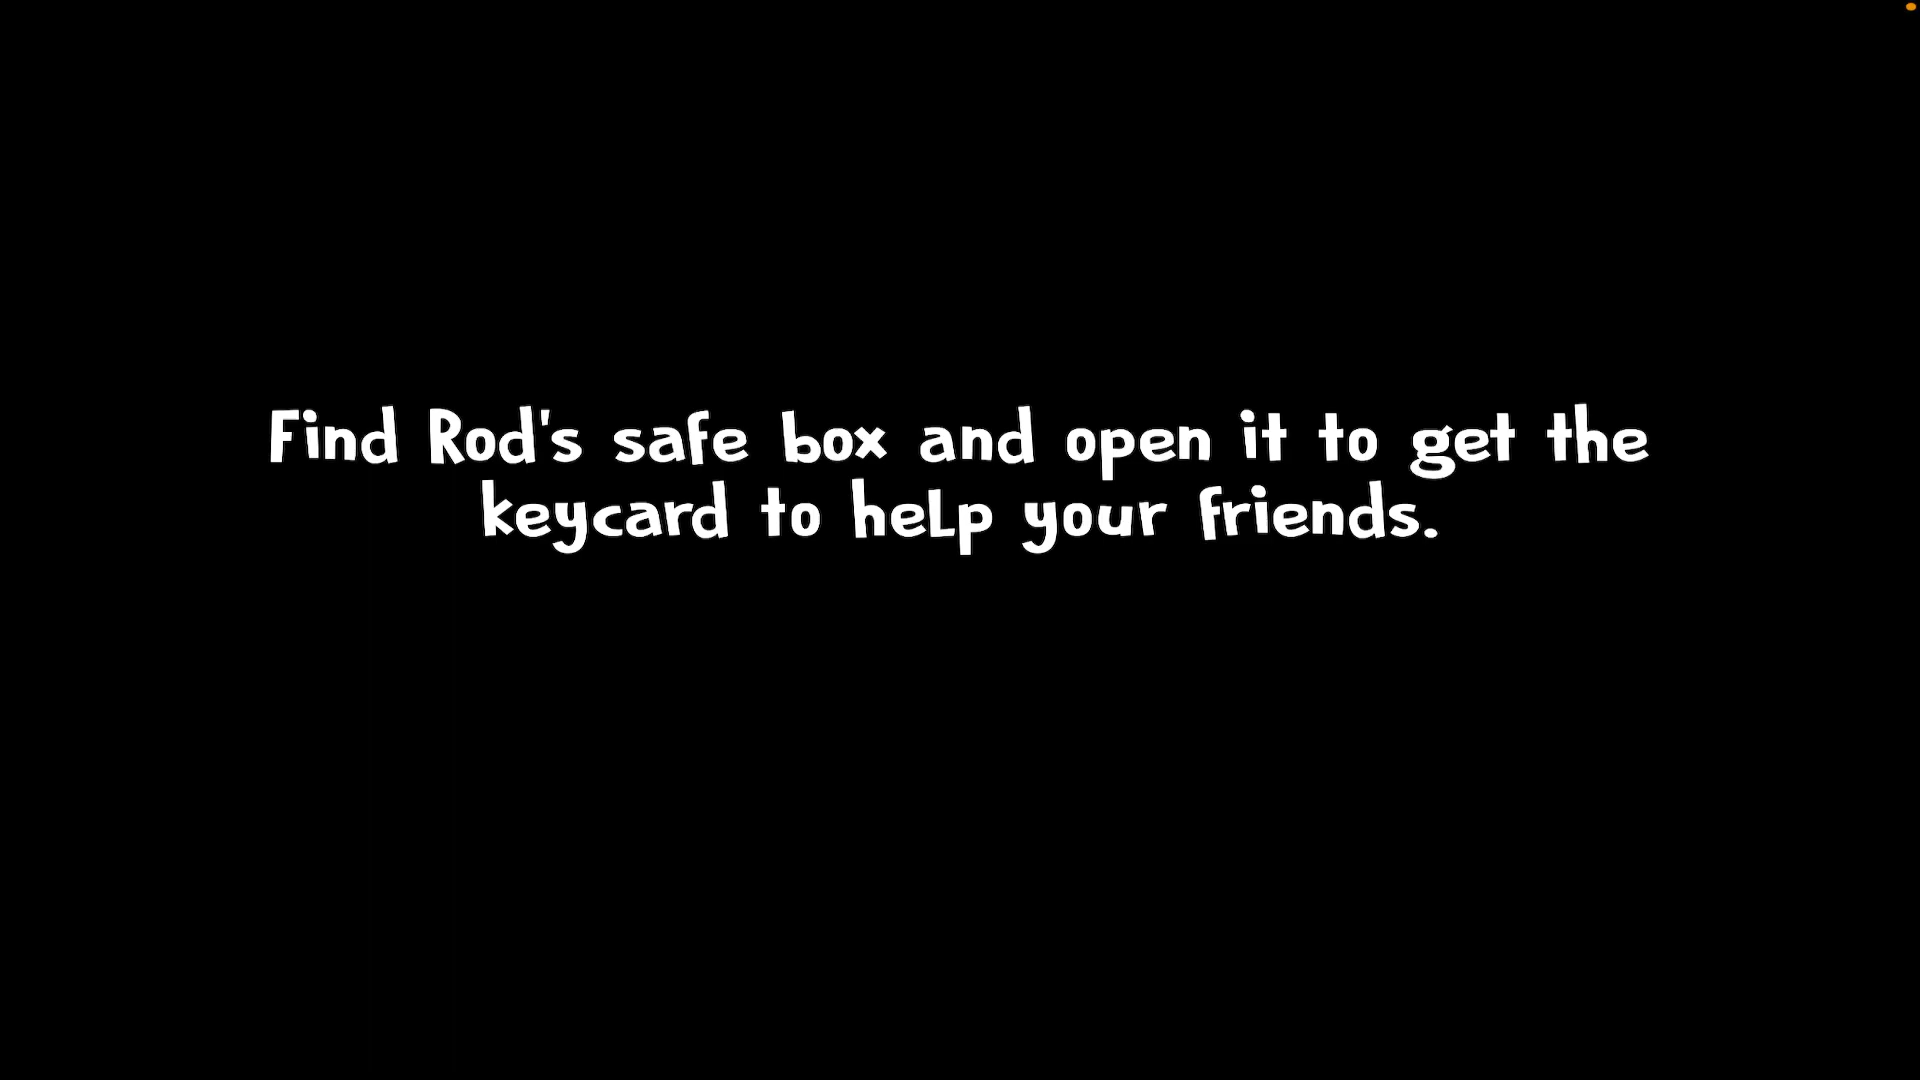 Find Rod's safe box and open it to get the
keycard to help your friends.